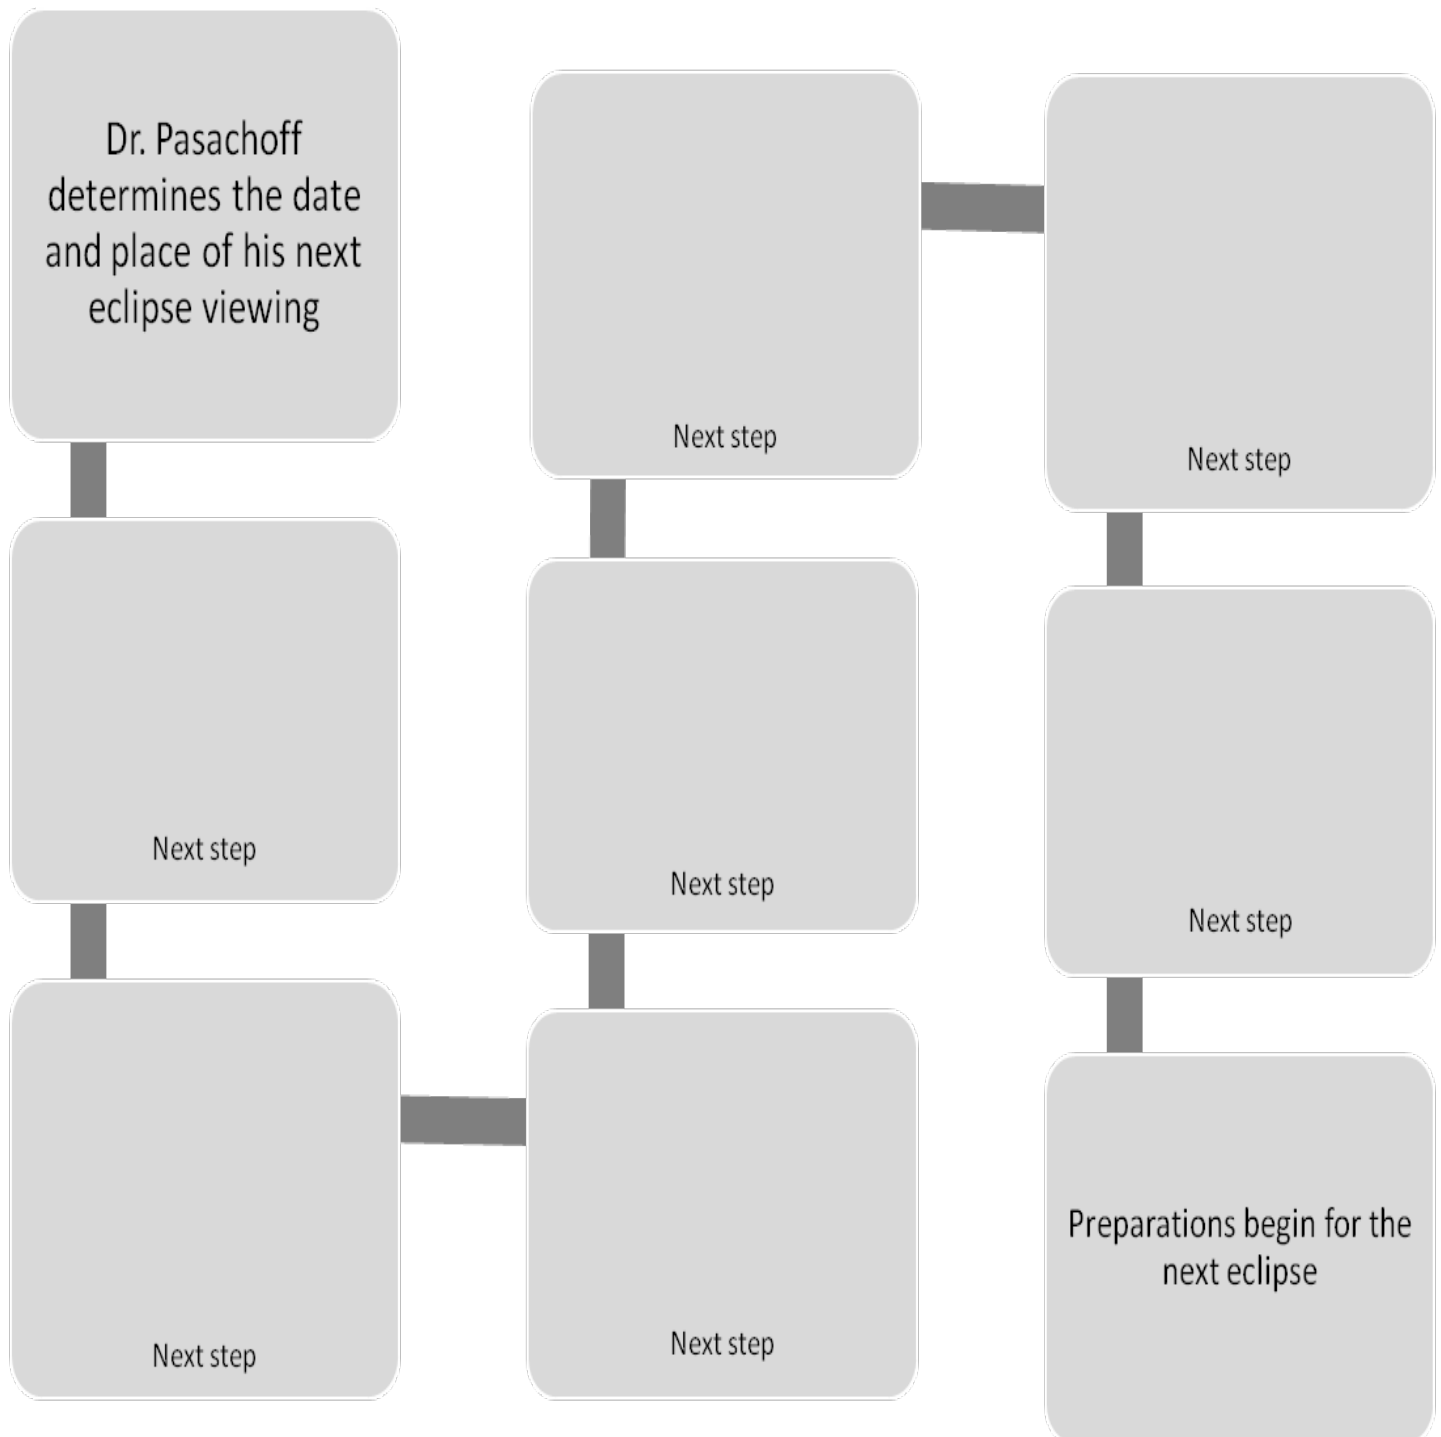 Dr. Pasachoff
determines the date
and place of his next
eclipse viewing
Next step
Next step
Next step
Next step
Next step
Next step
Next step
Preparations begin for the
next eclipse